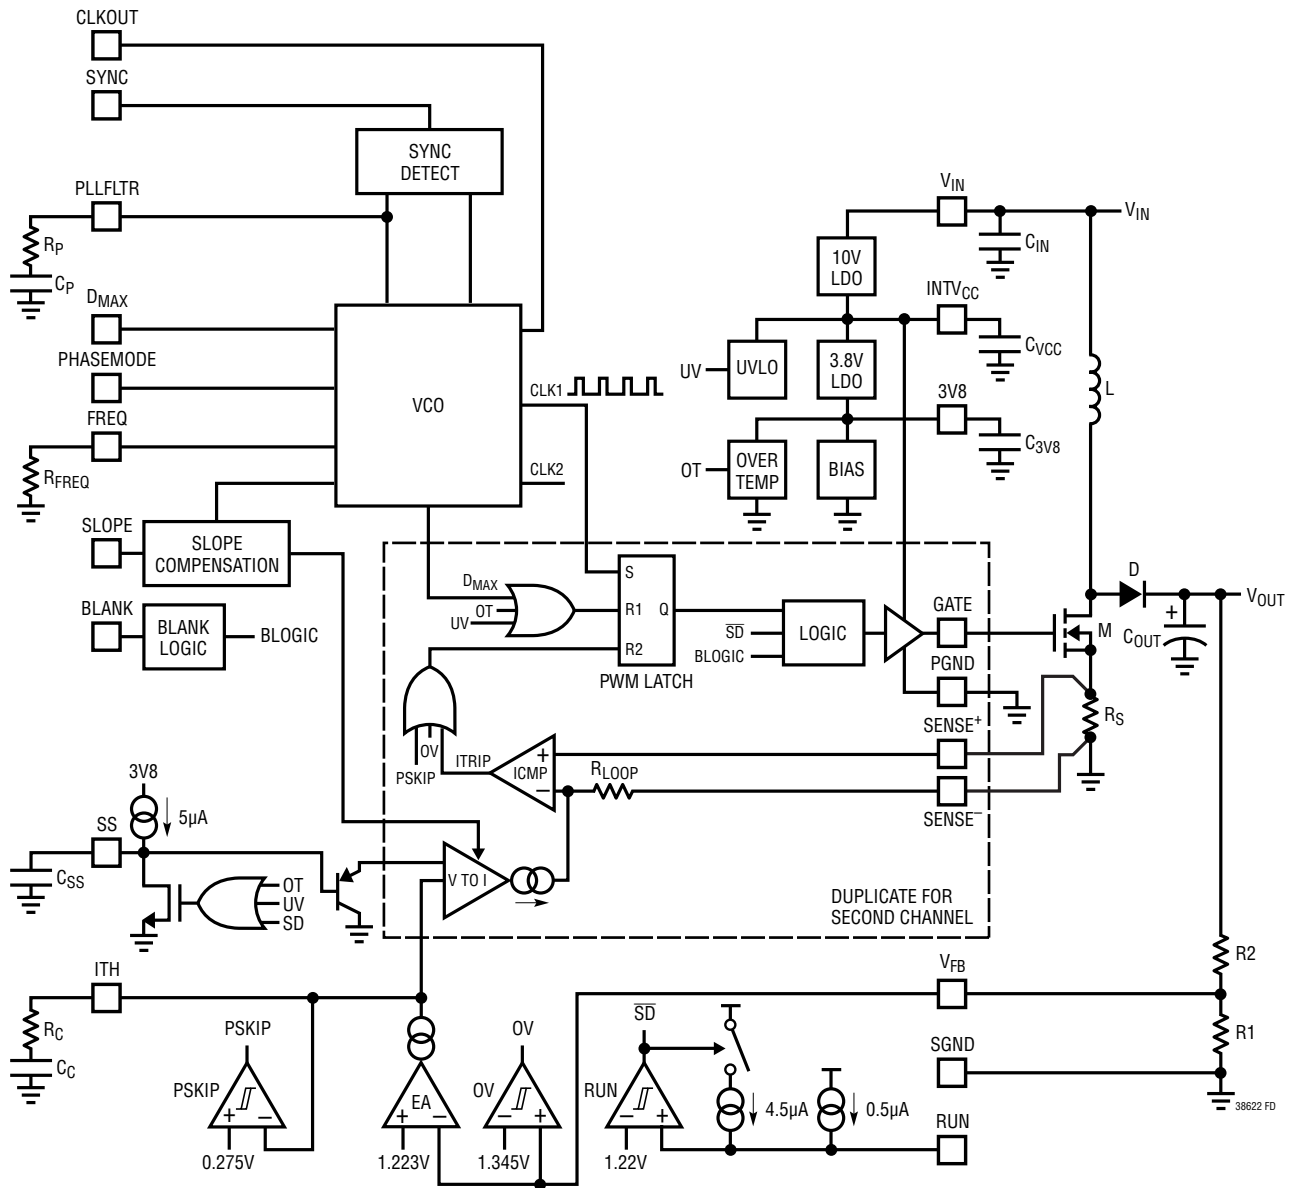 CLKOUT
SYNC
SYNC
DETECT
PLLFLTR
RP
CP
DMAX
PHASEMODE
FREQ
RFREQ
VCO
CLK1
CLK2
SLOPE
SLOPE
COMPENSATION
BLANK
BLANK
LOGIC
BLOGIC
VIN
VIN
CIN
10V
LDO
INTVCC
CVCC
UV
UVLO
3.8V
LDO
3V8
C3V8
OT
OVER
TEMP
BIAS
L
DMAX
OT
UV
S
R1
Q
R2
PWM LATCH
SD
BLOGIC
LOGIC
GATE
PGND
SENSE+
SENSE–
M
D
+
COUT
VOUT
RS
OV
PSKIP
ITRIP
ICMP
+
–
RLOOP
3V8
5µA
SS
CSS
OT
UV
SD
V TO I
DUPLICATE FOR
SECOND CHANNEL
ITH
RC
CC
PSKIP
PSKIP
+
–
0.275V
EA
+
–
1.223V
OV
OV
–
+
1.345V
SD
RUN
–
+
1.22V
4.5µA
0.5µA
VFB
SGND
RUN
R2
R1
38622 FD